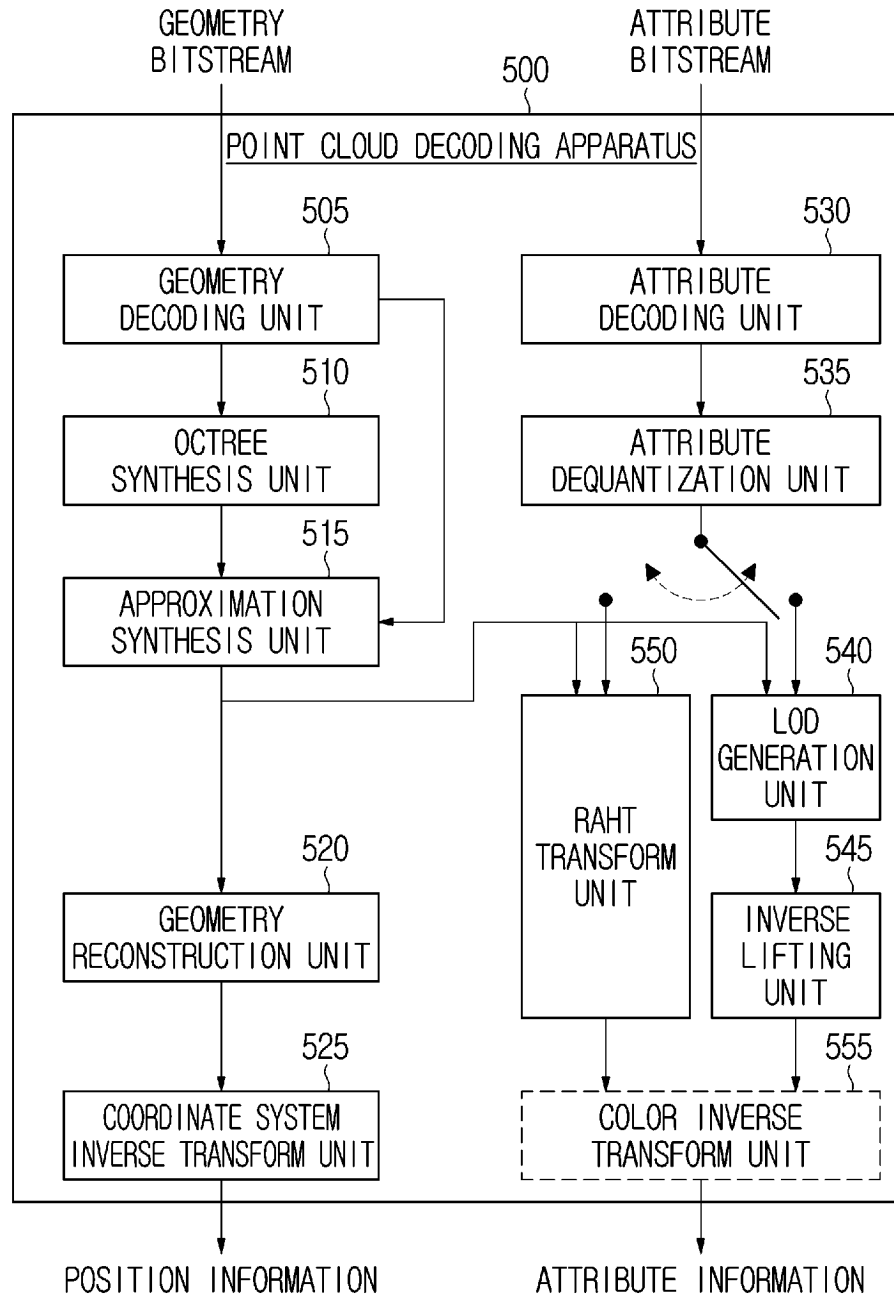 GEOMETRY
BITSTREAM
ATTRIBUTE
BITSTREAM
500
POINT CLOUD DECODING APPARATUS
505
GEOMETRY
DECODING UNIT
530
ATTRIBUTE
DECODING UNIT
510
OCTREE
SYNTHESIS UNIT
535
ATTRIBUTE
DEQUANTIZATION UNIT
515
APPROXIMATION
SYNTHESIS UNIT
550
RAHT
TRANSFORM
UNIT
540
LOD
GENERATION
UNIT
520
GEOMETRY
RECONSTRUCTION UNIT
545
INVERSE
LIFTING
UNIT
525
COORDINATE SYSTEM
INVERSE TRANSFORM UNIT
555
COLOR INVERSE
TRANSFORM UNIT
POSITION INFORMATION
ATTRIBUTE INFORMATION